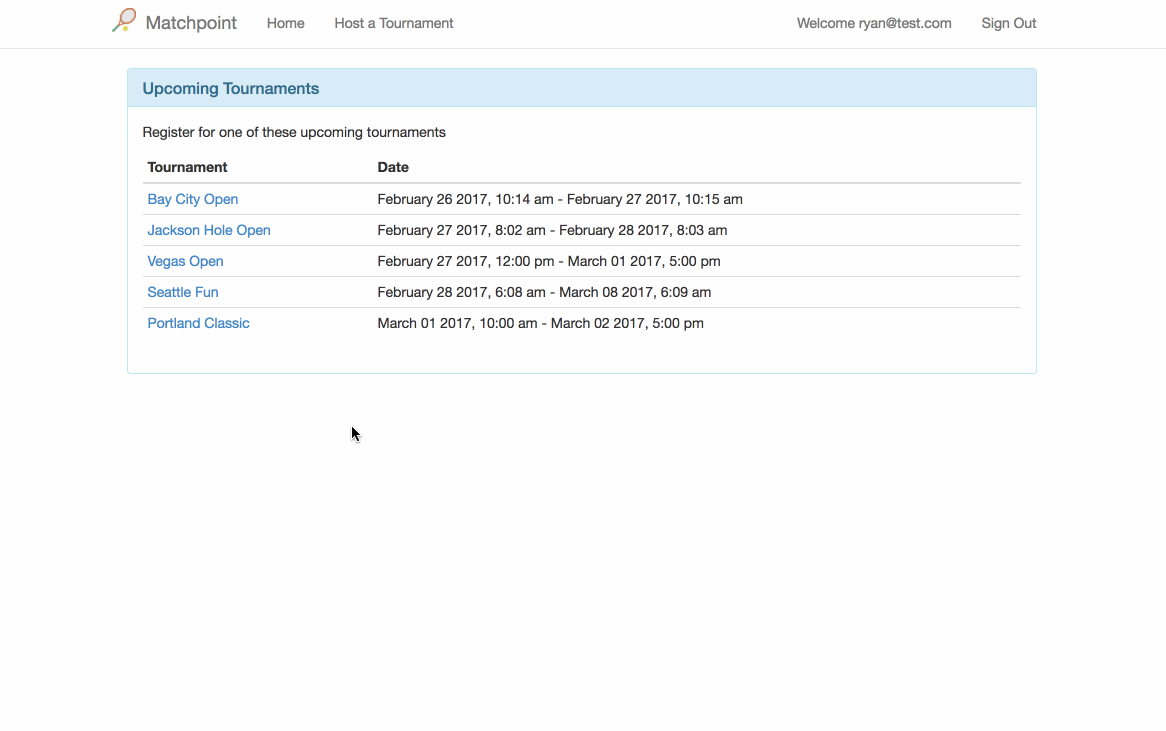 Matchpoint Home Host a Tournament Welcome ryan@test.com Sign Out
Upcoming Tournaments
Register for one of these upcoming tournaments
Tournament Date
Bay City Open February 26 2017, 10:14 am - February 27 2017, 10:15 am
Jackson Hole Open February 27 2017, 8:02 am - February 28 2017, 8:03 am
Vegas Open February 27 2017, 12:00 pm - March 01 2017, 5:00 pm
Seattle Fun February 28 2017, 6:08 am - March 08 2017, 6:09 am
Portland Classic March 01 2017, 10:00 am - March 02 2017, 5:00 pm